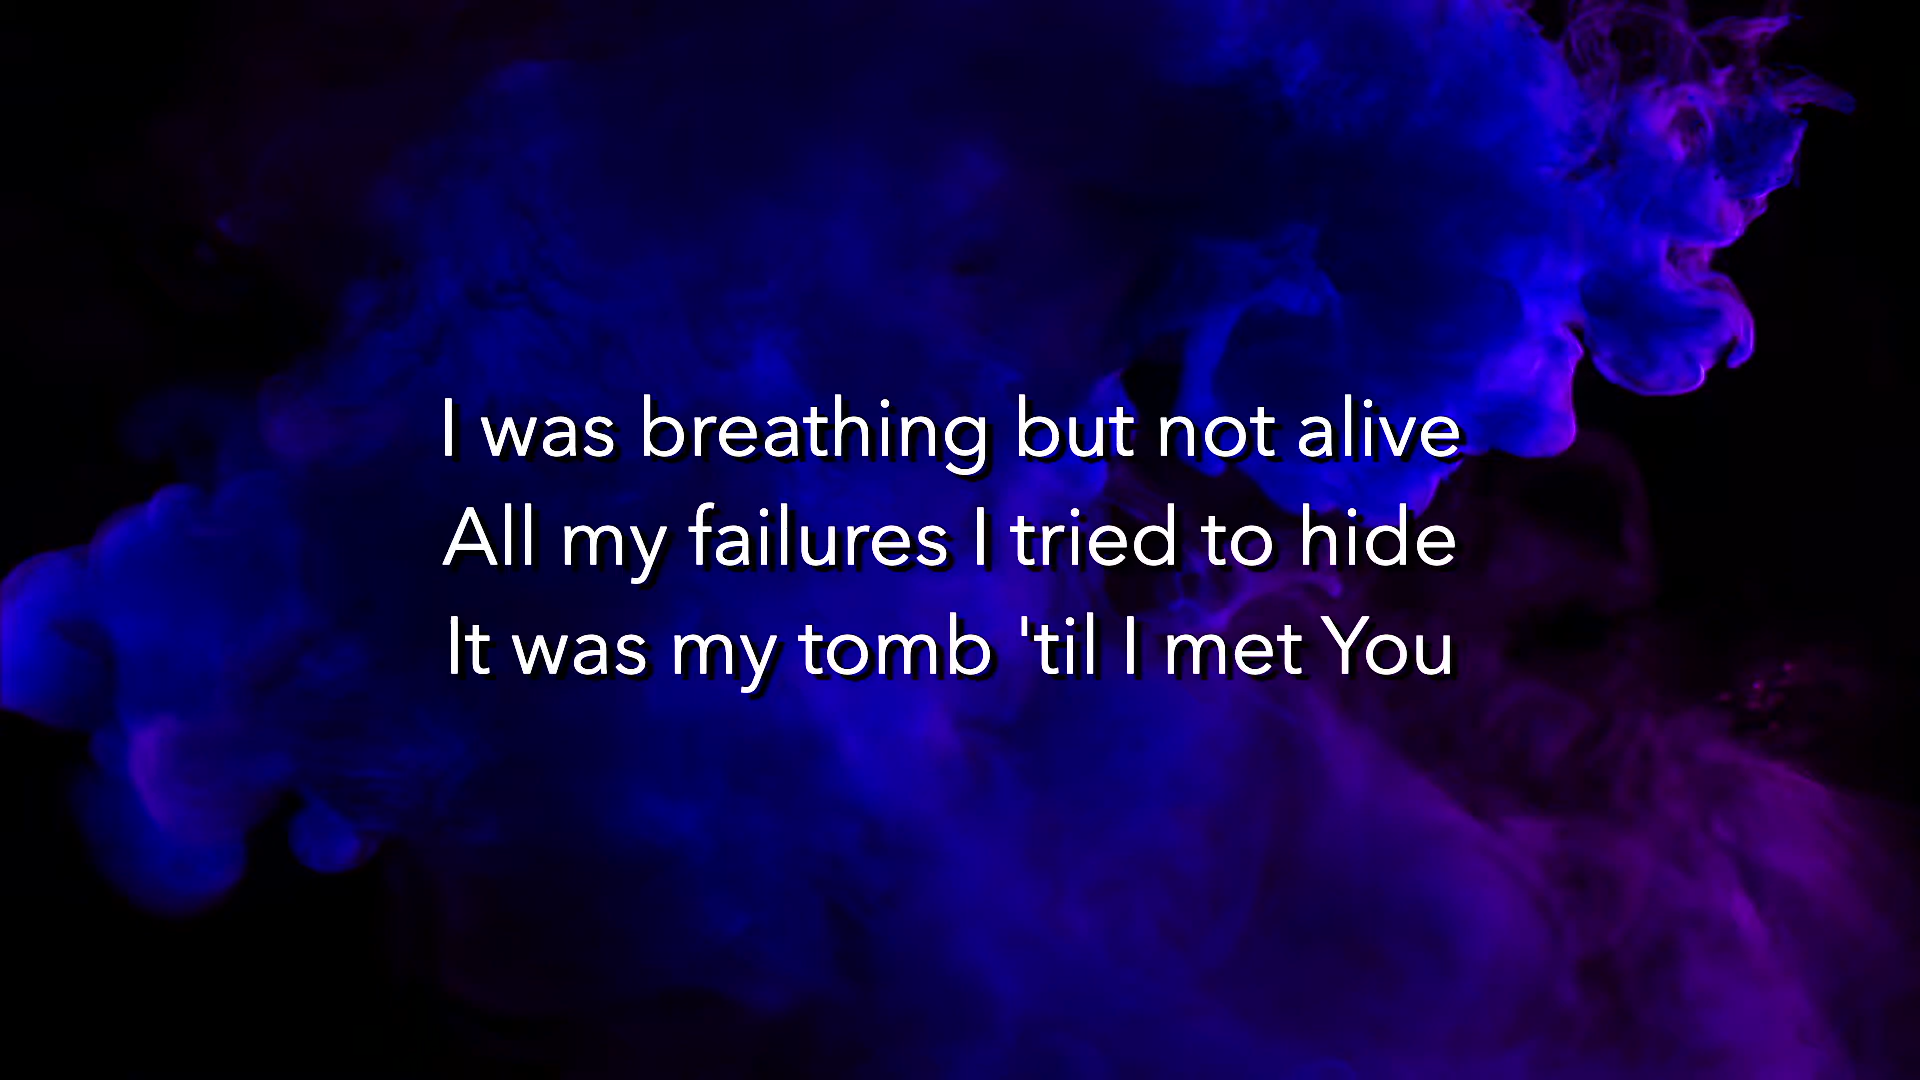 I was breathing but not alive
All my failures I tried to hide
It was my tomb 'til I met You